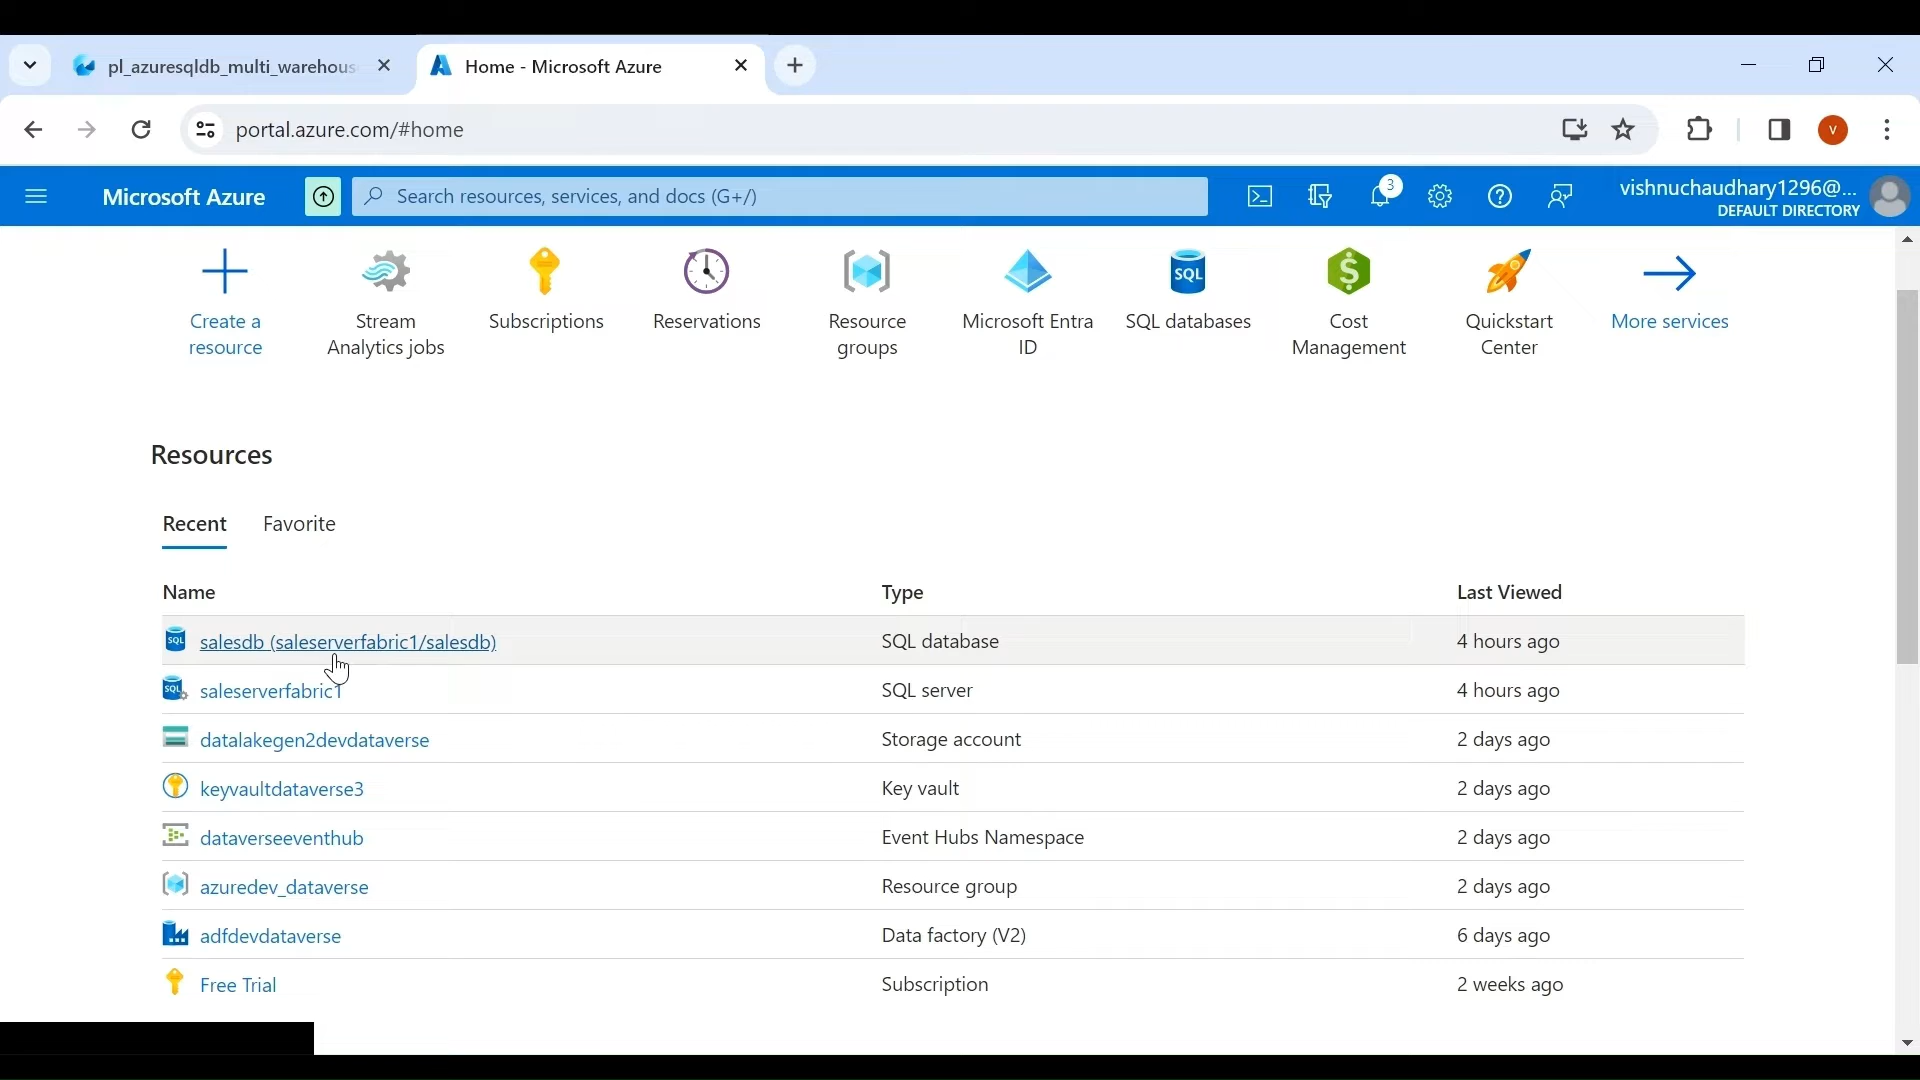 pl_azuresqldb_multi_warehous
Home - Microsoft Azure
portal.azure.com/#home
V
Microsoft Azure
Search resources, services, and docs (G+/)
3
vishnuchaudhary1296@...
DEFAULT DIRECTORY
Create a
resource
Stream
Analytics jobs
Subscriptions
Reservations
Resource
groups
Microsoft Entra
ID
SQL
SQL databases
Cost
Management
Quickstart
Center
More services
Resources
Recent
Favorite
Name
Type
Last Viewed
SQL
salesdb (saleserverfabric1/salesdb)
SQL database
4 hours ago
SQL
saleserverfabric1
SQL server
4 hours ago
datalakegen2devdataverse
Storage account
2 days ago
keyvaultdataverse3
Key vault
2 days ago
dataverseeventhub
Event Hubs Namespace
2 days ago
azuredev_dataverse
Resource group
2 days ago
adfdevdataverse
Data factory (V2)
6 days ago
Free Trial
Subscription
2 weeks ago